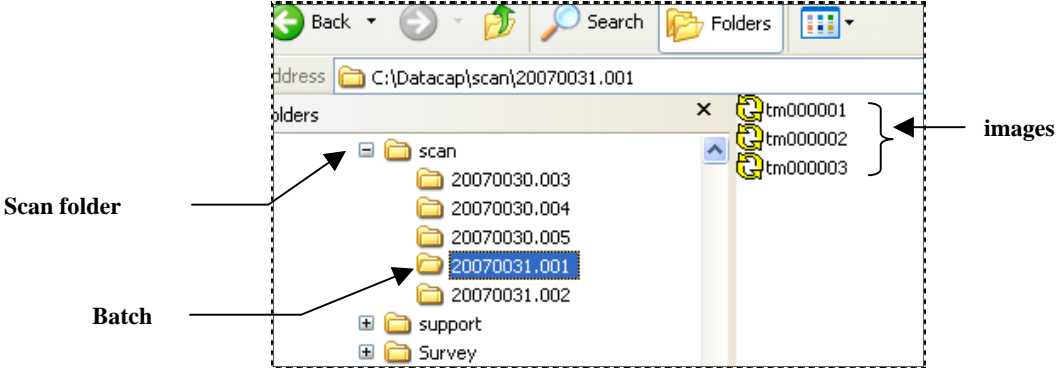 Back Search Folders
ddress C:\Datacap\scan\20070031.001
olders
tm000001
tm000002
tm000003
images
scan
20070030.003
20070030.004
20070030.005
20070031.001
20070031.002
support
Survey
Scan folder
Batch